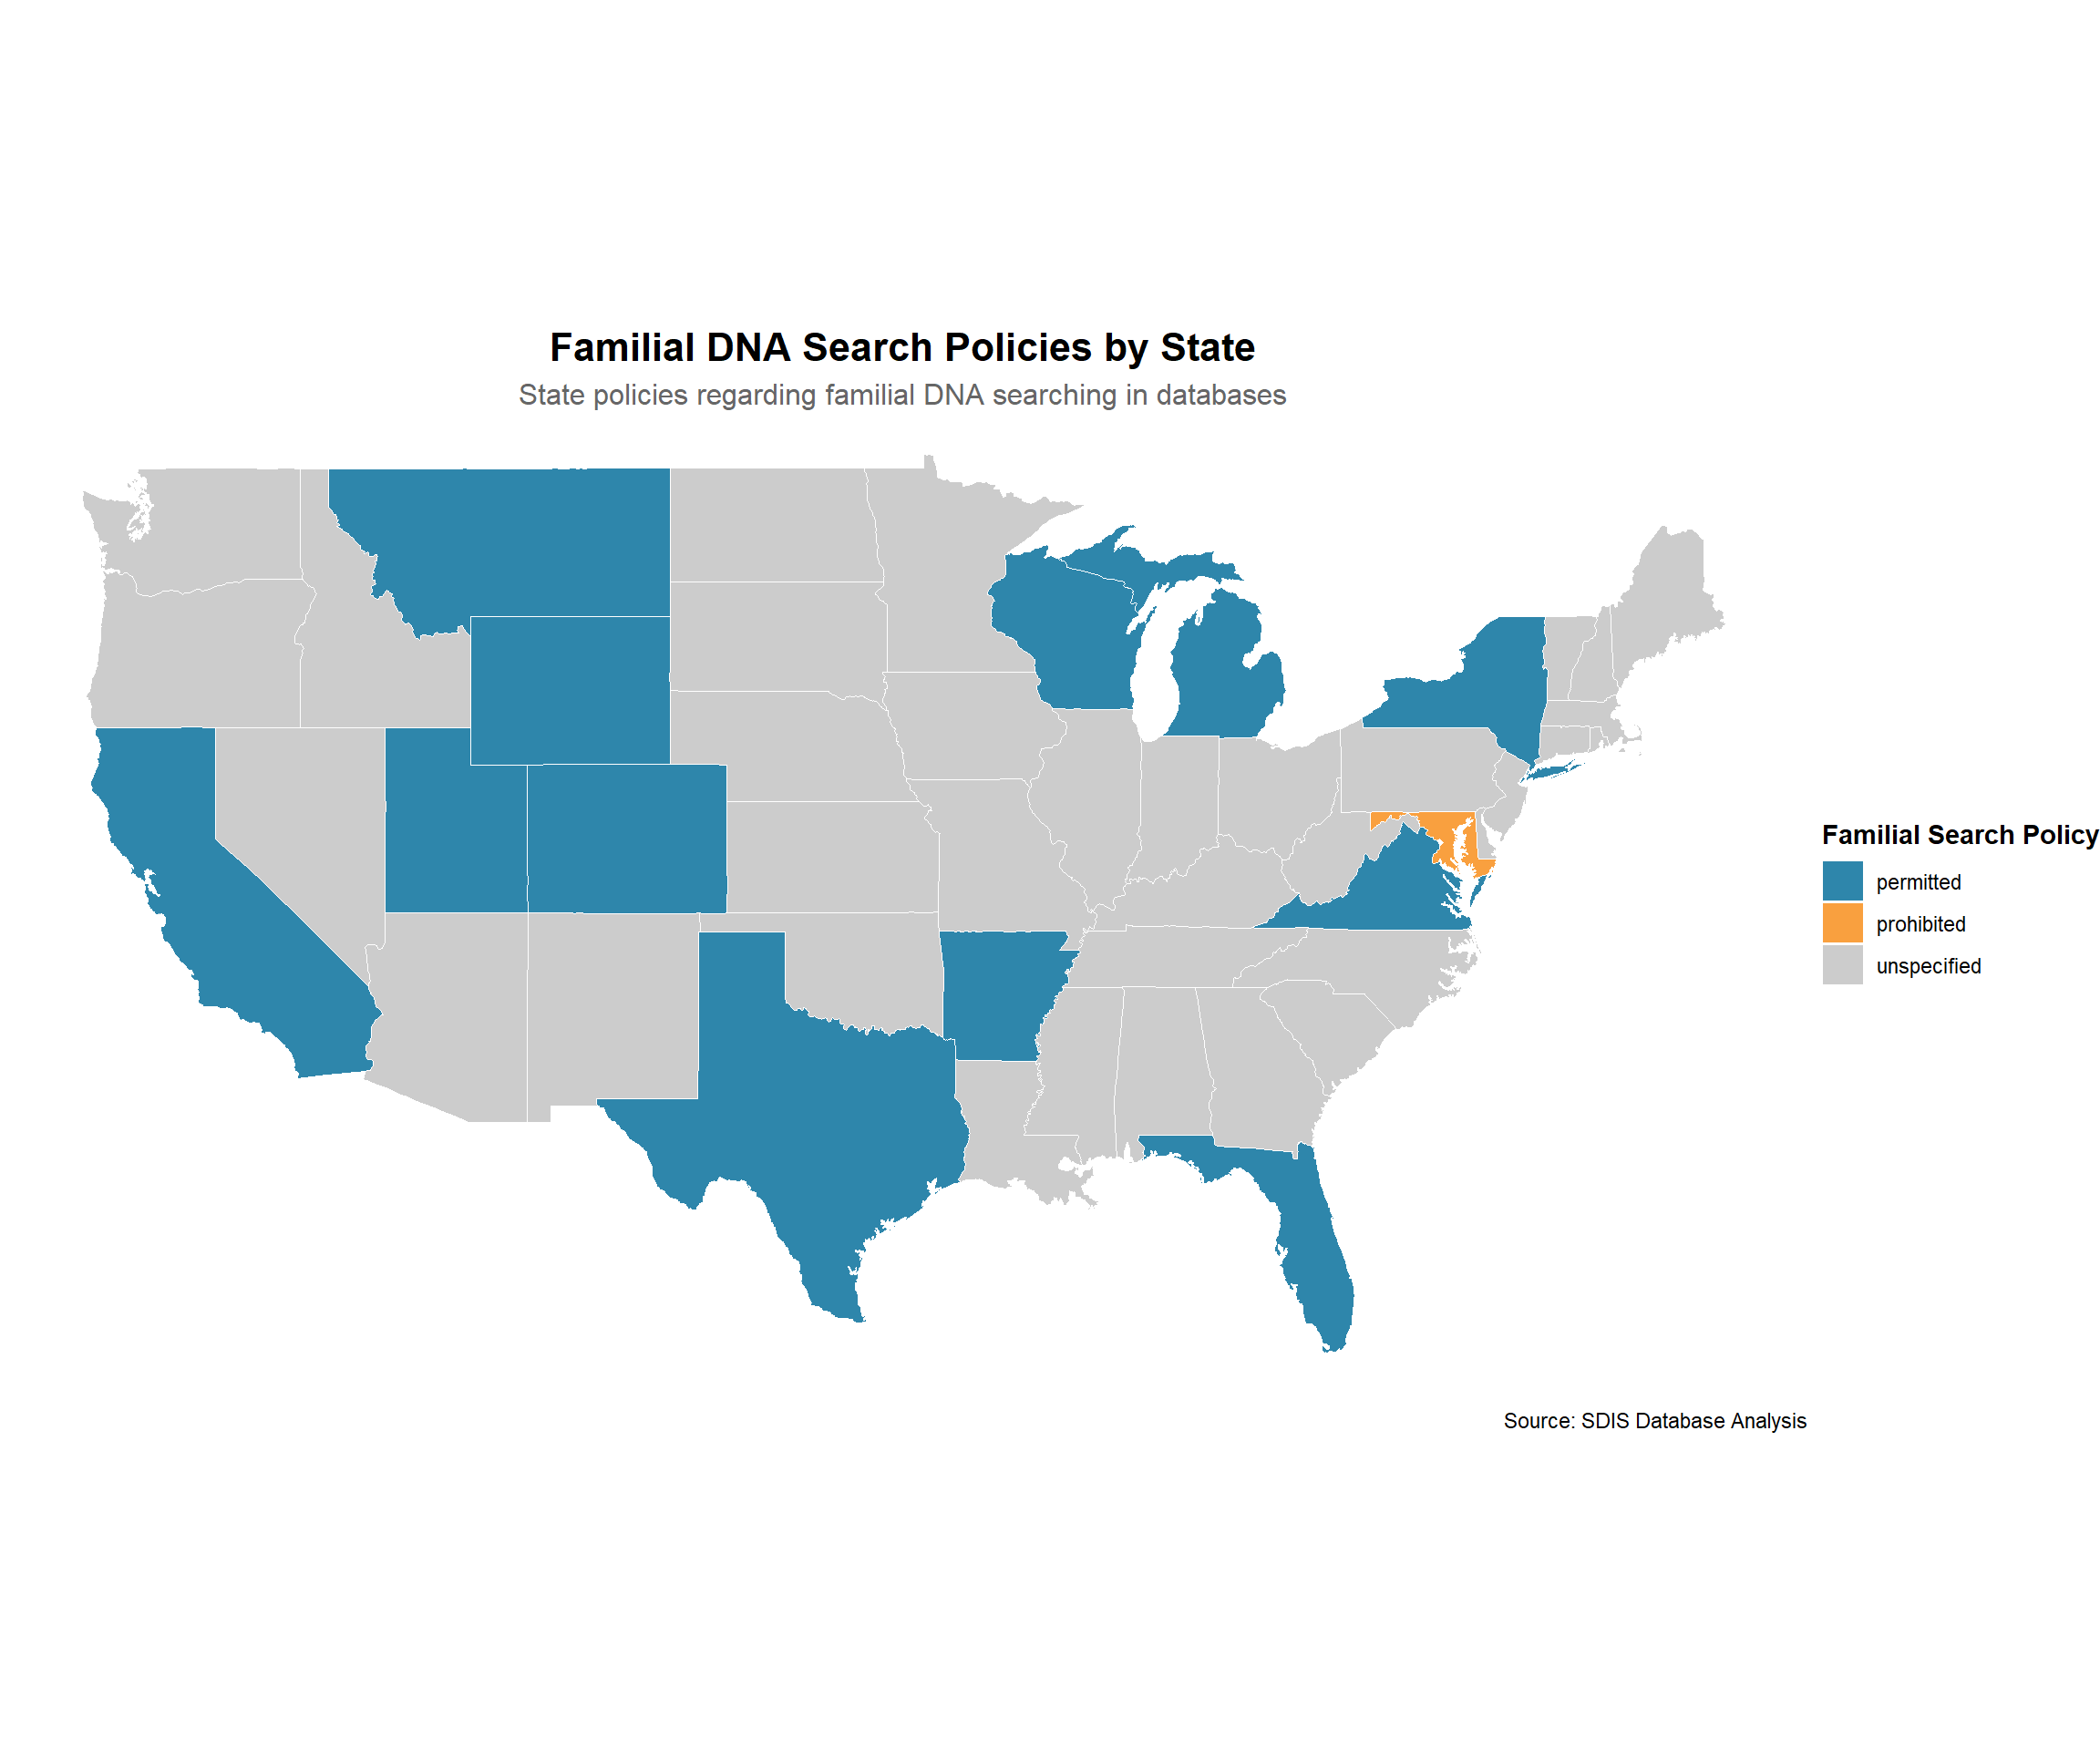 Familial DNA Search Policies by State
State policies regarding familial DNA searching in databases
Familial Search Policy
permitted
prohibited
unspecified
Source: SDIS Database Analysis